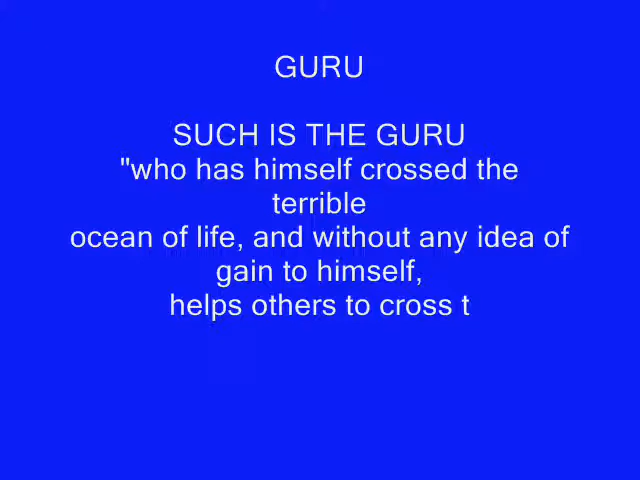 GURU
SUCH IS THE GURU
"who has himself crossed the
terrible
ocean of life, and without any idea of
gain to himself,
helps others to cross t